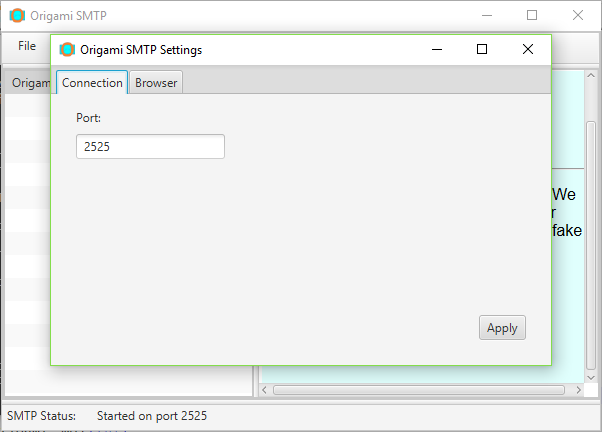 Origami SMTP
File
Origami SMTP Settings
Origam
Connection
Browser
Port:
2525
We
r
fake
Apply
SMTP Status:
Started on port 2525